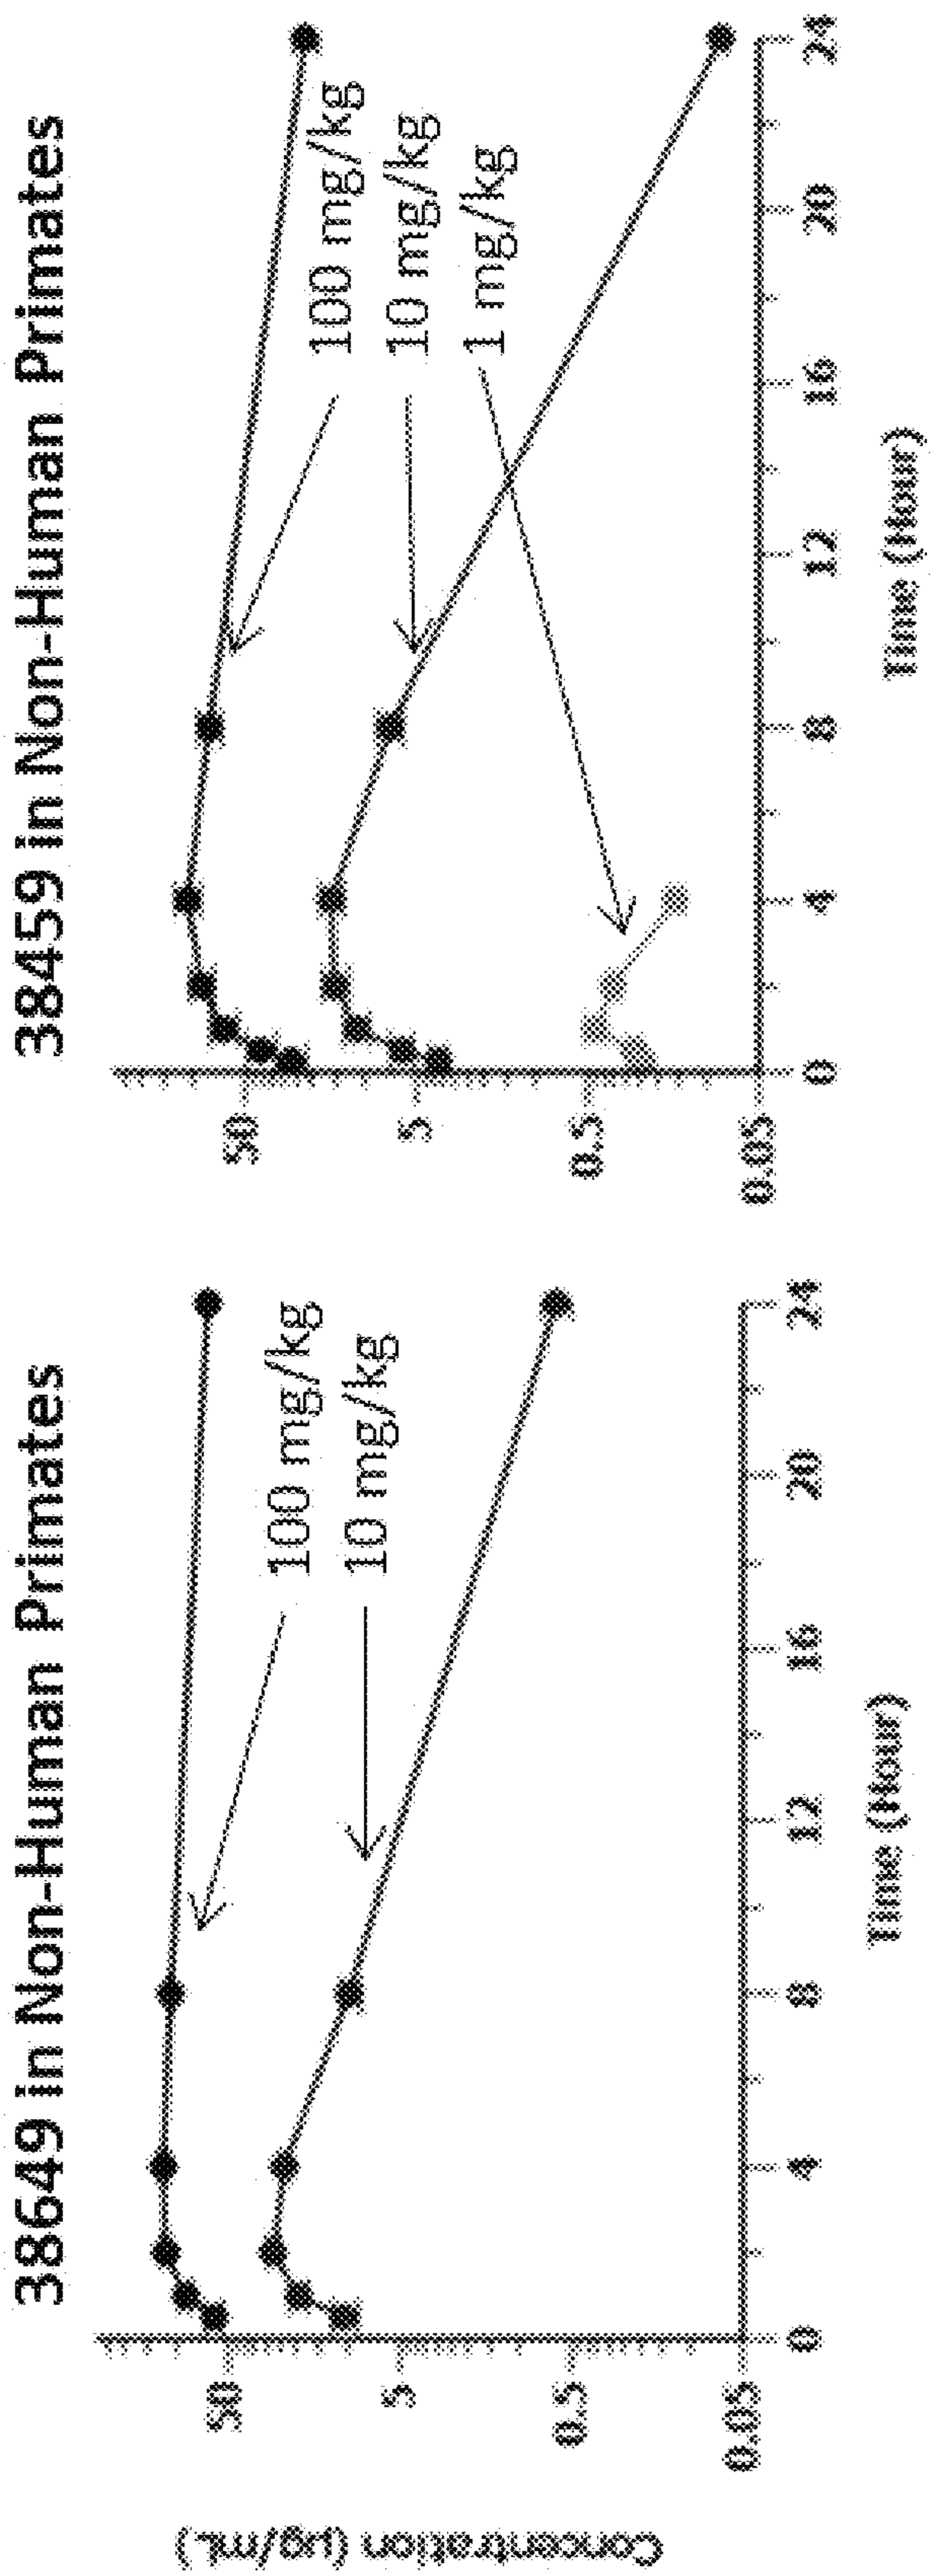 38649 in Non-Human Primates
Concentration (µg/mL)
50
5
0.5
0.05
100 mg/kg
10 mg/kg
0 4 8 12 16 20 24
Time (Hour)
38459 in Non-Human Primates
50
5
0.5
0.05
100 mg/kg
10 mg/kg
1 mg/kg
0 4 8 12 16 20 24
Time (Hour)